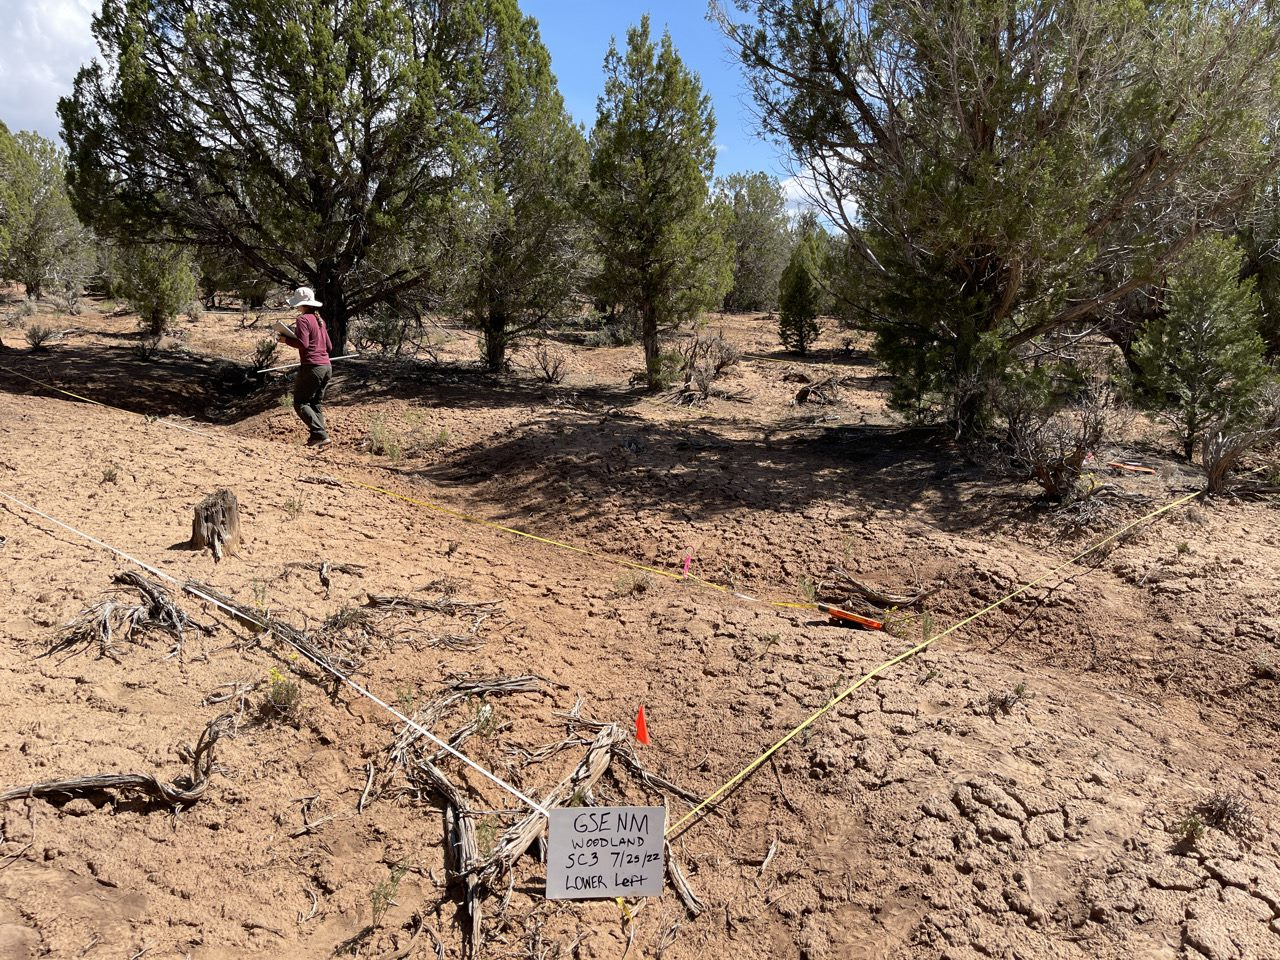 GSENM
WOODLAND
SC3 7/25/22
LOWER Left